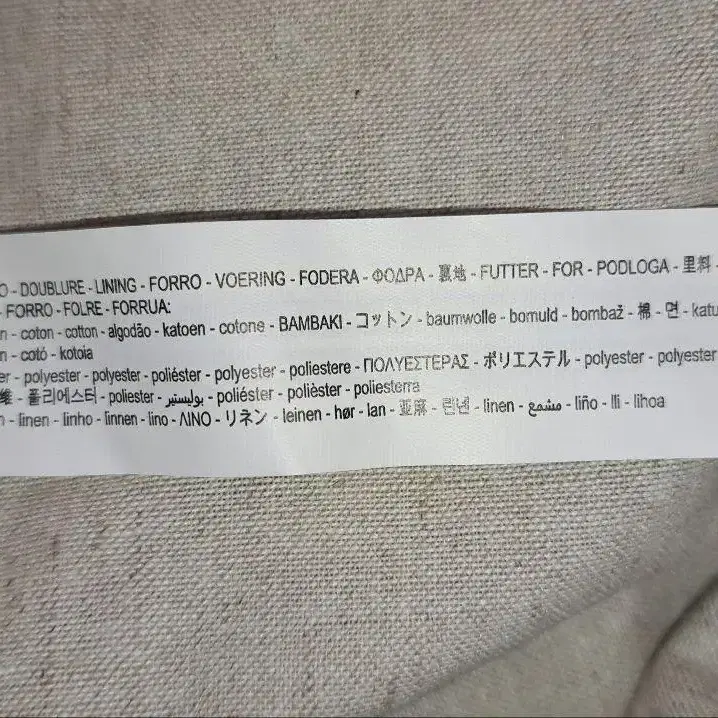 O - DOUBLURE - LINING - FORRO - VOERING - FODERA - ΦΟΔΡΑ - 裏地 - FUTTER - FOR - PODLOGA - 里料 -
- FORRO - FOLRE - FORRUA:
n - coton - cotton - algodão - katoen - cotone - BAMBAKI - コットン - baumwolle - bomuld - bombaž - 棉 - 면 - katu
n - cotó - kotoia
er - polyester - polyester - poliéster - polyester - poliestere - ΠΟΛΥΕΣΤΕΡΑΣ - ポリエステル - polyester - polyester
维 - 폴리에스터 - poliester - بوليستير - poliéster - polièster - poliesterra
n - linen - linho - linnen - lino - ΛΙΝΟ - リネン - leinen - hør - lan - 亚麻 - 린넨 - linen - مشمع - liño - lli - lihoa